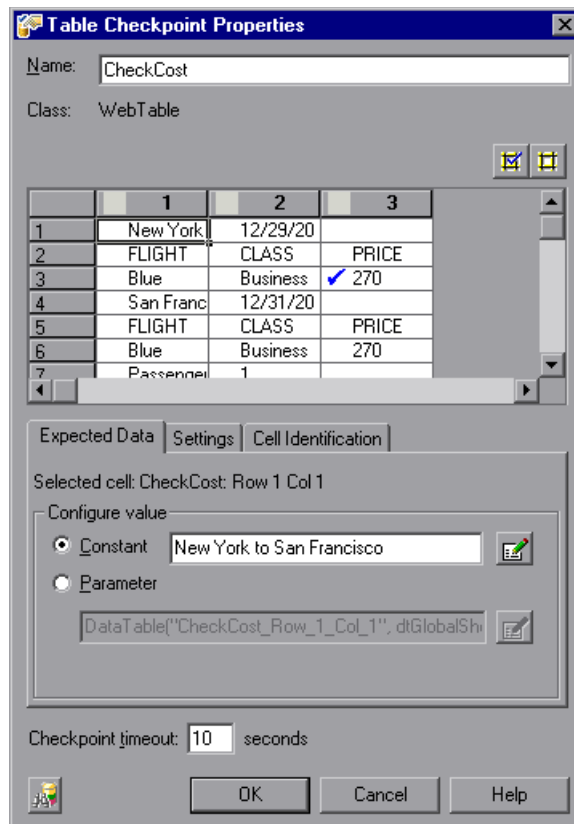 Table Checkpoint Properties
Name: CheckCost
Class: WebTable
1 2 3
1 New York 12/29/20
2 FLIGHT CLASS PRICE
3 Blue Business 270
4 San Franc 12/31/20
5 FLIGHT CLASS PRICE
6 Blue Business 270
7 Passenger 1
Expected Data Settings Cell Identification
Selected cell: CheckCost: Row 1 Col 1
Configure value
Constant New York to San Francisco
Parameter
DataTable("CheckCost_Row_1_Col_1", dtGlobalShe
Checkpoint timeout: 10 seconds
OK Cancel Help